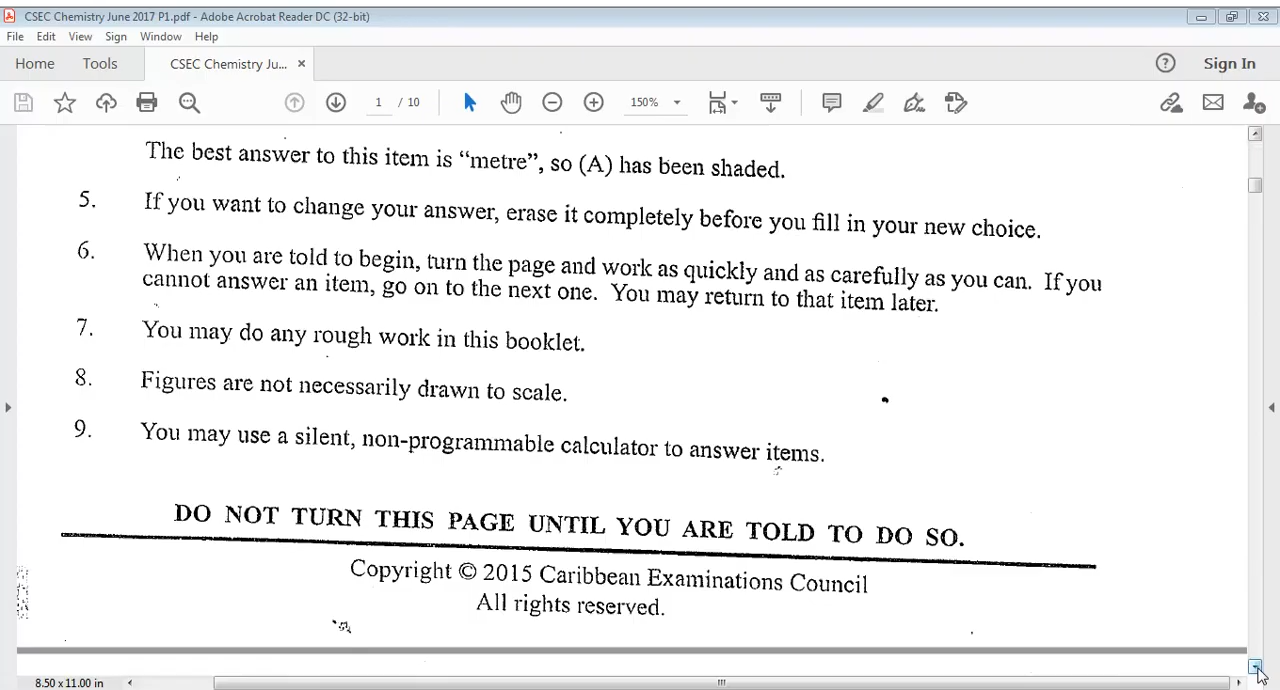 CSEC Chemistry June 2017 P1.pdf - Adobe Acrobat Reader DC (32-bit)
File Edit View Sign Window Help
Home Tools CSEC Chemistry Ju... × Sign In
1 / 10 150%
The best answer to this item is “metre”, so (A) has been shaded.
5. If you want to change your answer, erase it completely before you fill in your new choice.
6. When you are told to begin, turn the page and work as quickly and as carefully as you can. If you
cannot answer an item, go on to the next one. You may return to that item later.
7. You may do any rough work in this booklet.
8. Figures are not necessarily drawn to scale.
9. You may use a silent, non-programmable calculator to answer items.
DO NOT TURN THIS PAGE UNTIL YOU ARE TOLD TO DO SO.
Copyright © 2015 Caribbean Examinations Council
All rights reserved.
8.50 x 11.00 in